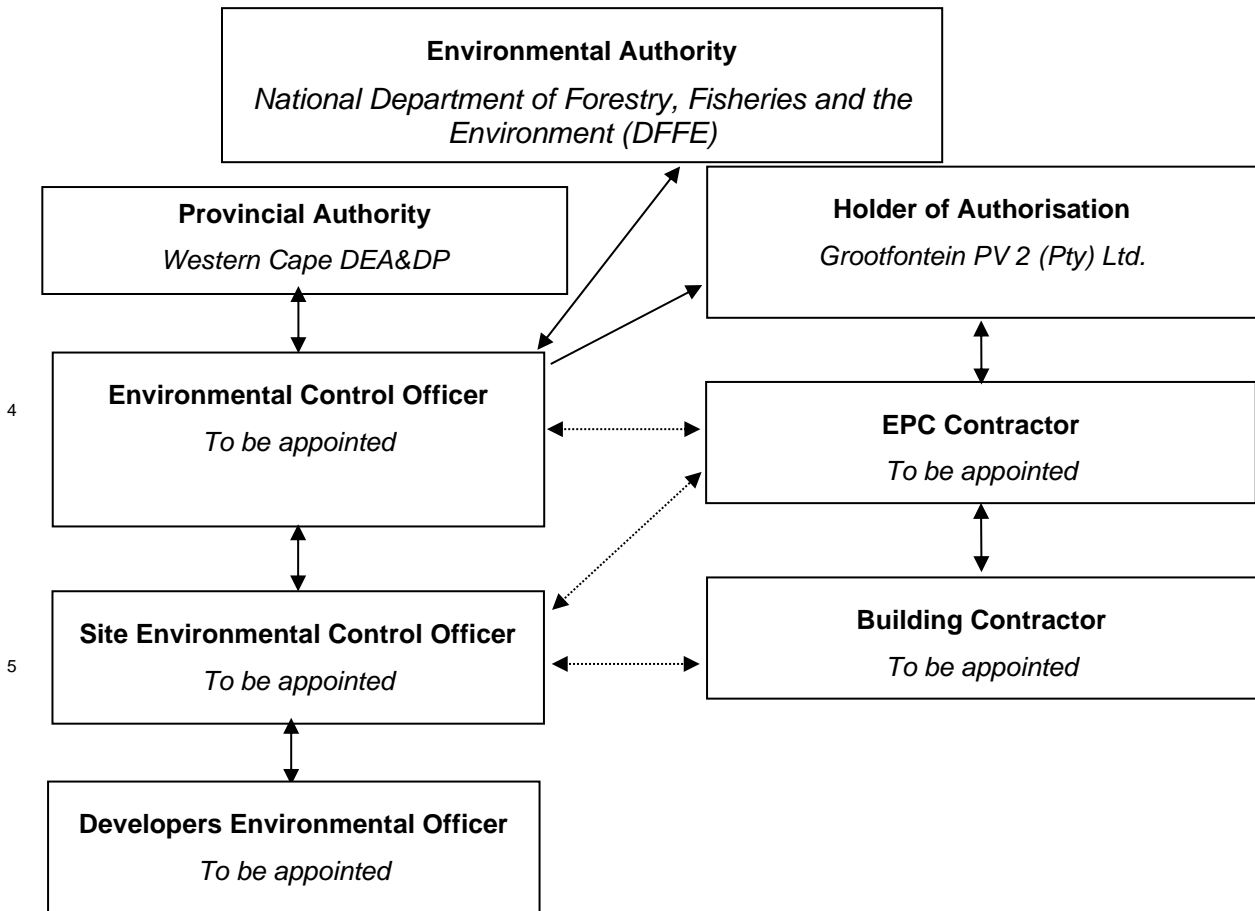 Environmental Authority
National Department of Forestry, Fisheries and the
Environment (DFFE)
Provincial Authority
Western Cape DEA&DP
Holder of Authorisation
Grootfontein PV 2 (Pty) Ltd.
4
Environmental Control Officer
To be appointed
EPC Contractor
To be appointed
5
Site Environmental Control Officer
To be appointed
Building Contractor
To be appointed
Developers Environmental Officer
To be appointed